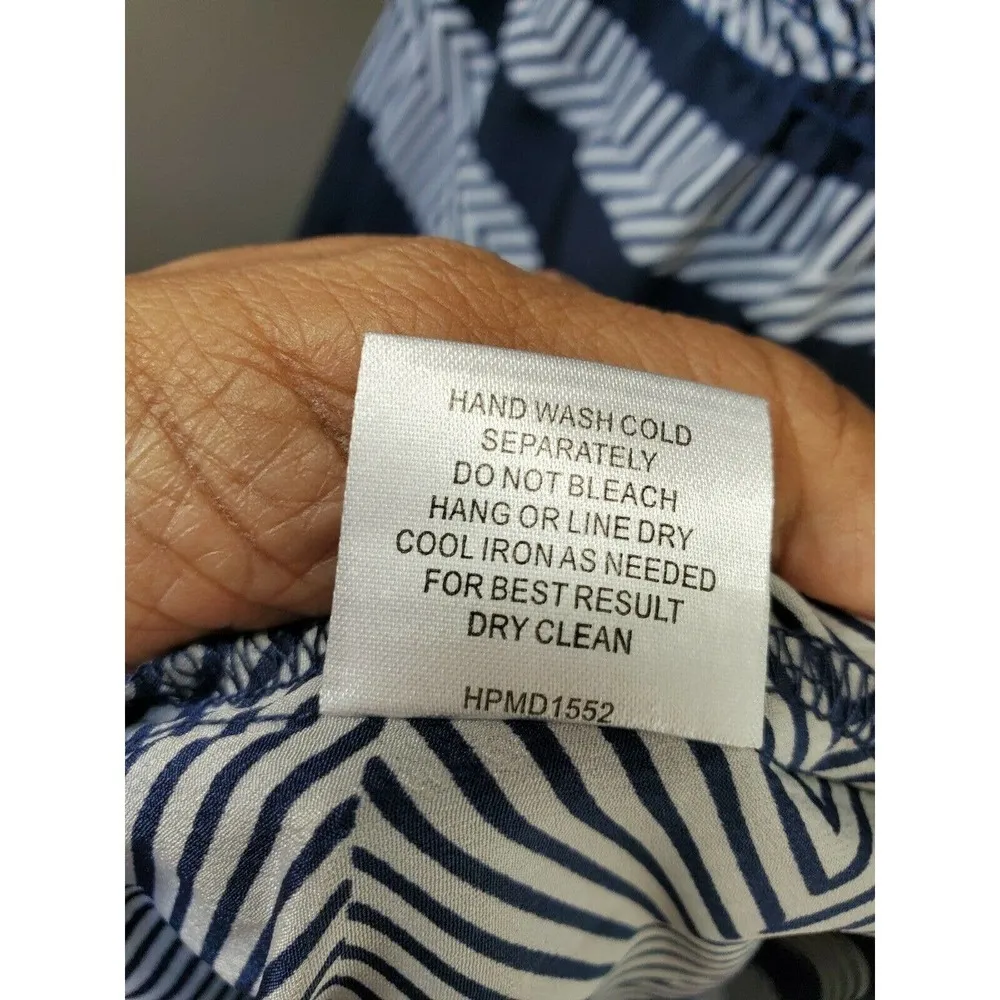 HAND WASH COLD
SEPARATELY
DO NOT BLEACH
HANG OR LINE DRY
COOL IRON AS NEEDED
FOR BEST RESULT
DRY CLEAN
HPMD1552